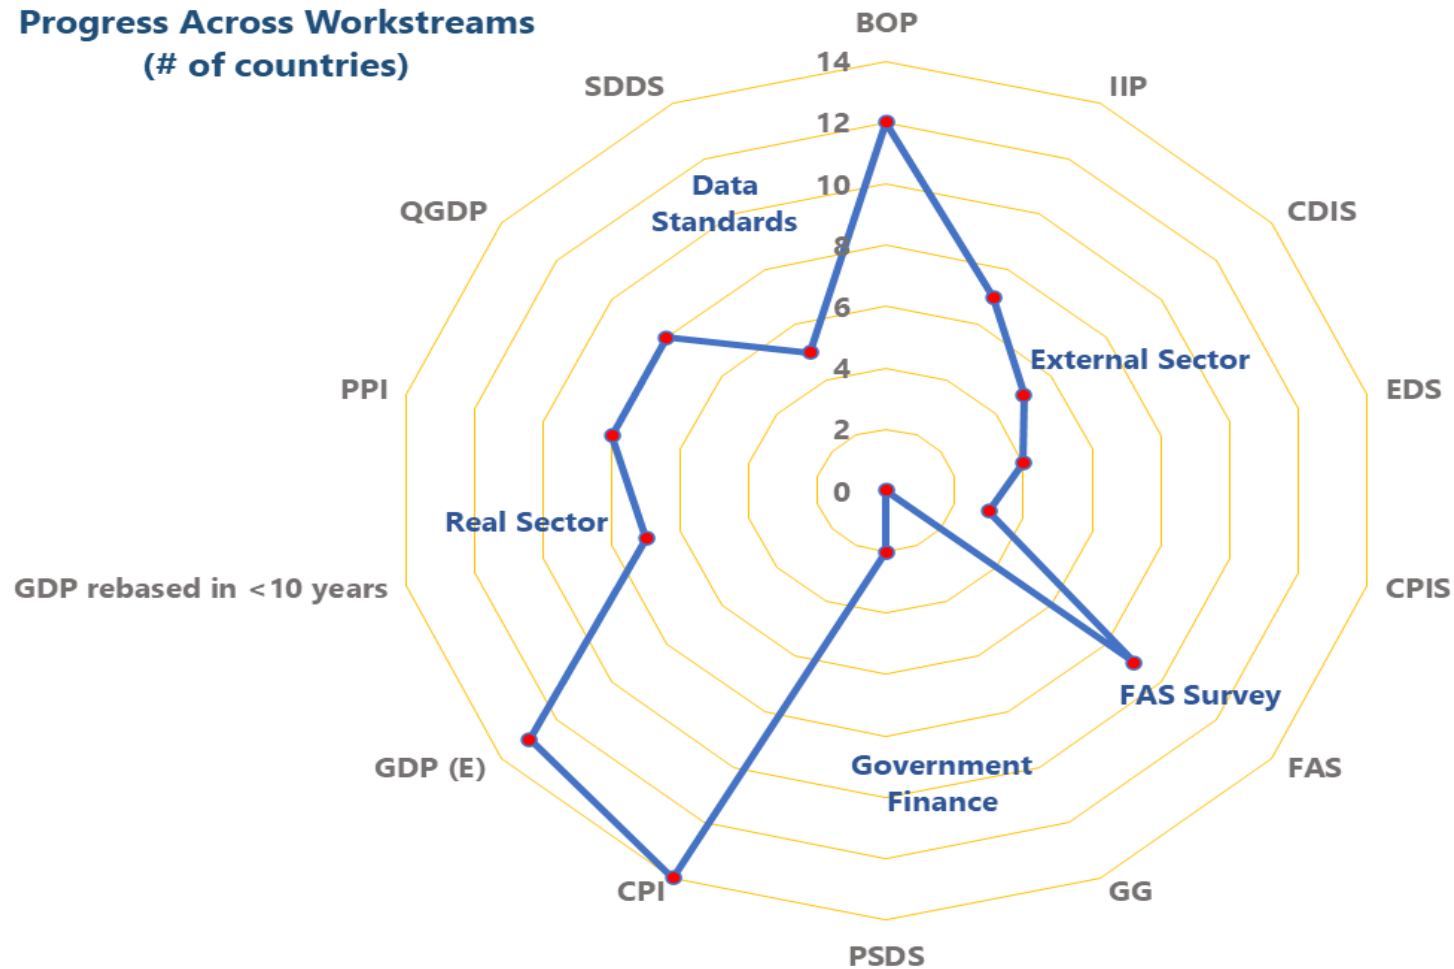 Progress Across Workstreams
(# of countries)
BOP
14
IIP
SDDS
12
Data
Standards
10
QGDP
CDIS
8
6
External Sector
4
PPI
EDS
2
0
Real Sector
GDP rebased in <10 years
CPIS
FAS Survey
Government
Finance
GDP (E)
FAS
CPI
GG
PSDS